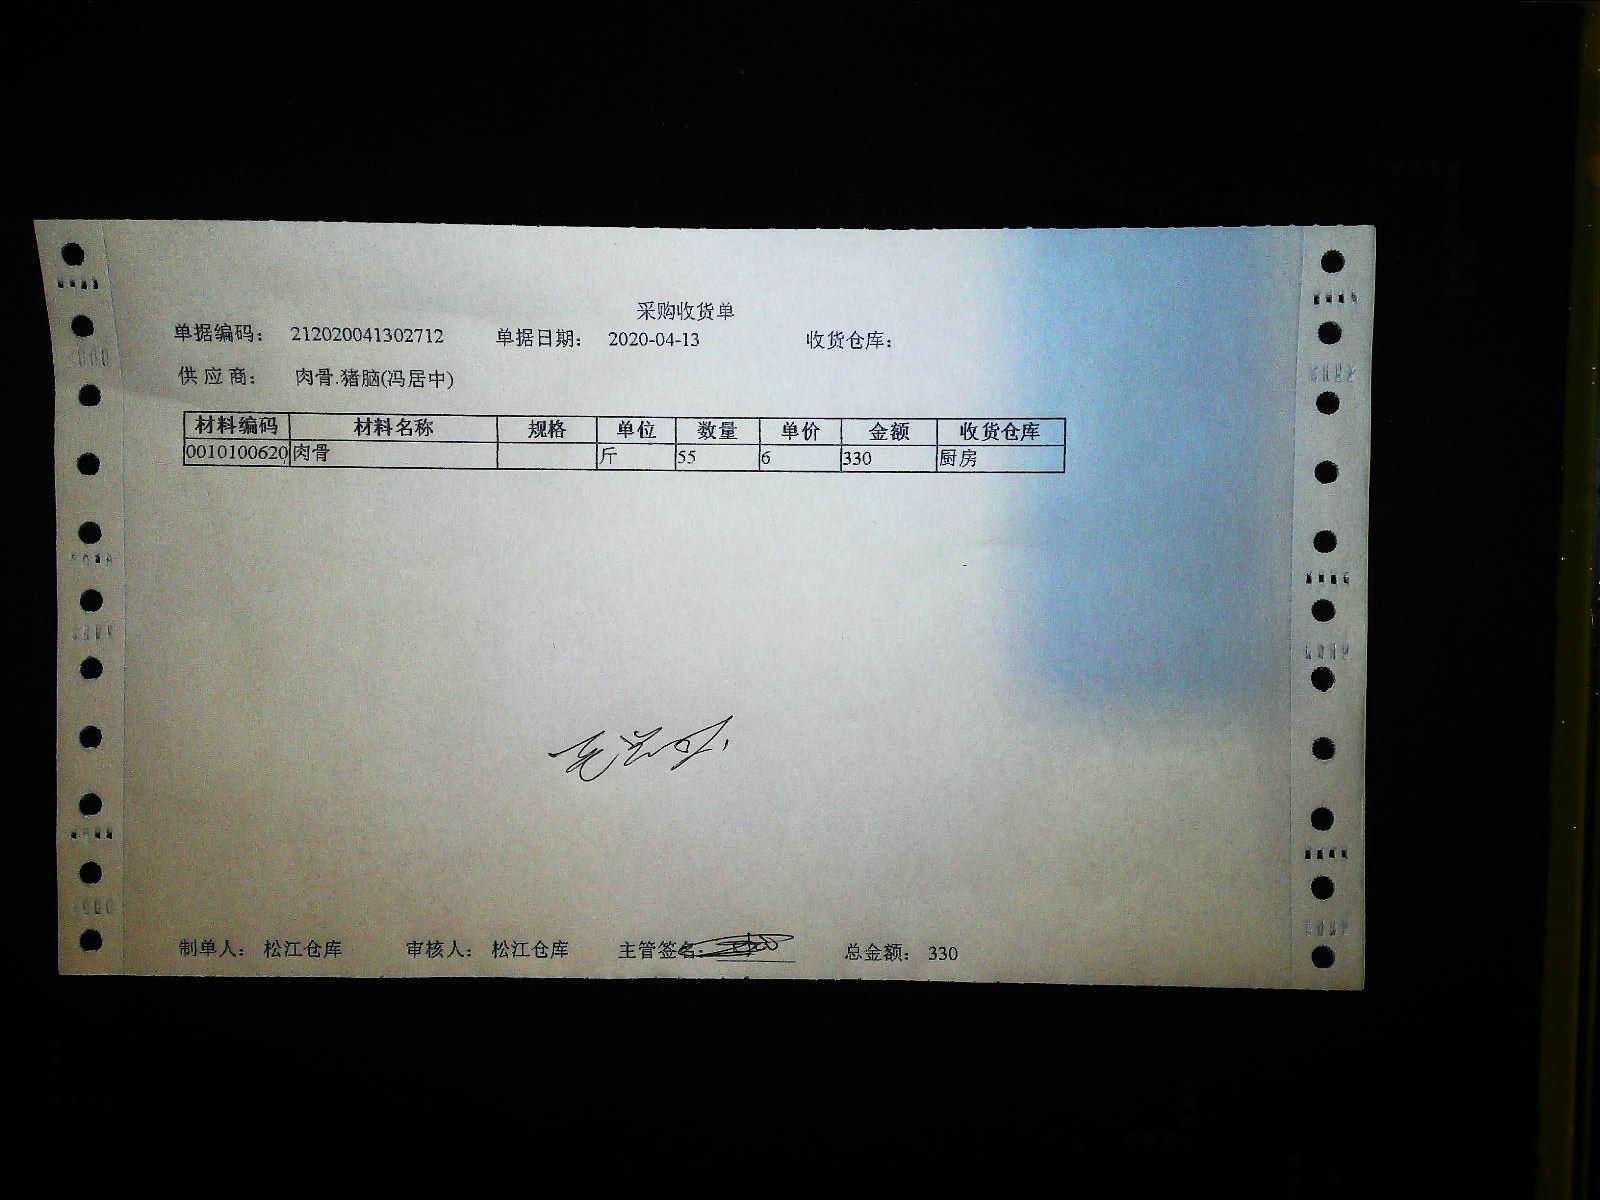 采购收货单
单据编码： 212020041302712 单据日期： 2020-04-13 收货仓库：
供 应 商： 肉骨.猪脑(冯居中)
材料编码 材料名称 规格 单位 数量 单价 金额 收货仓库
0010100620 肉骨 斤 55 6 330 厨房
制单人： 松江仓库 审核人： 松江仓库 主管签名： 总金额： 330